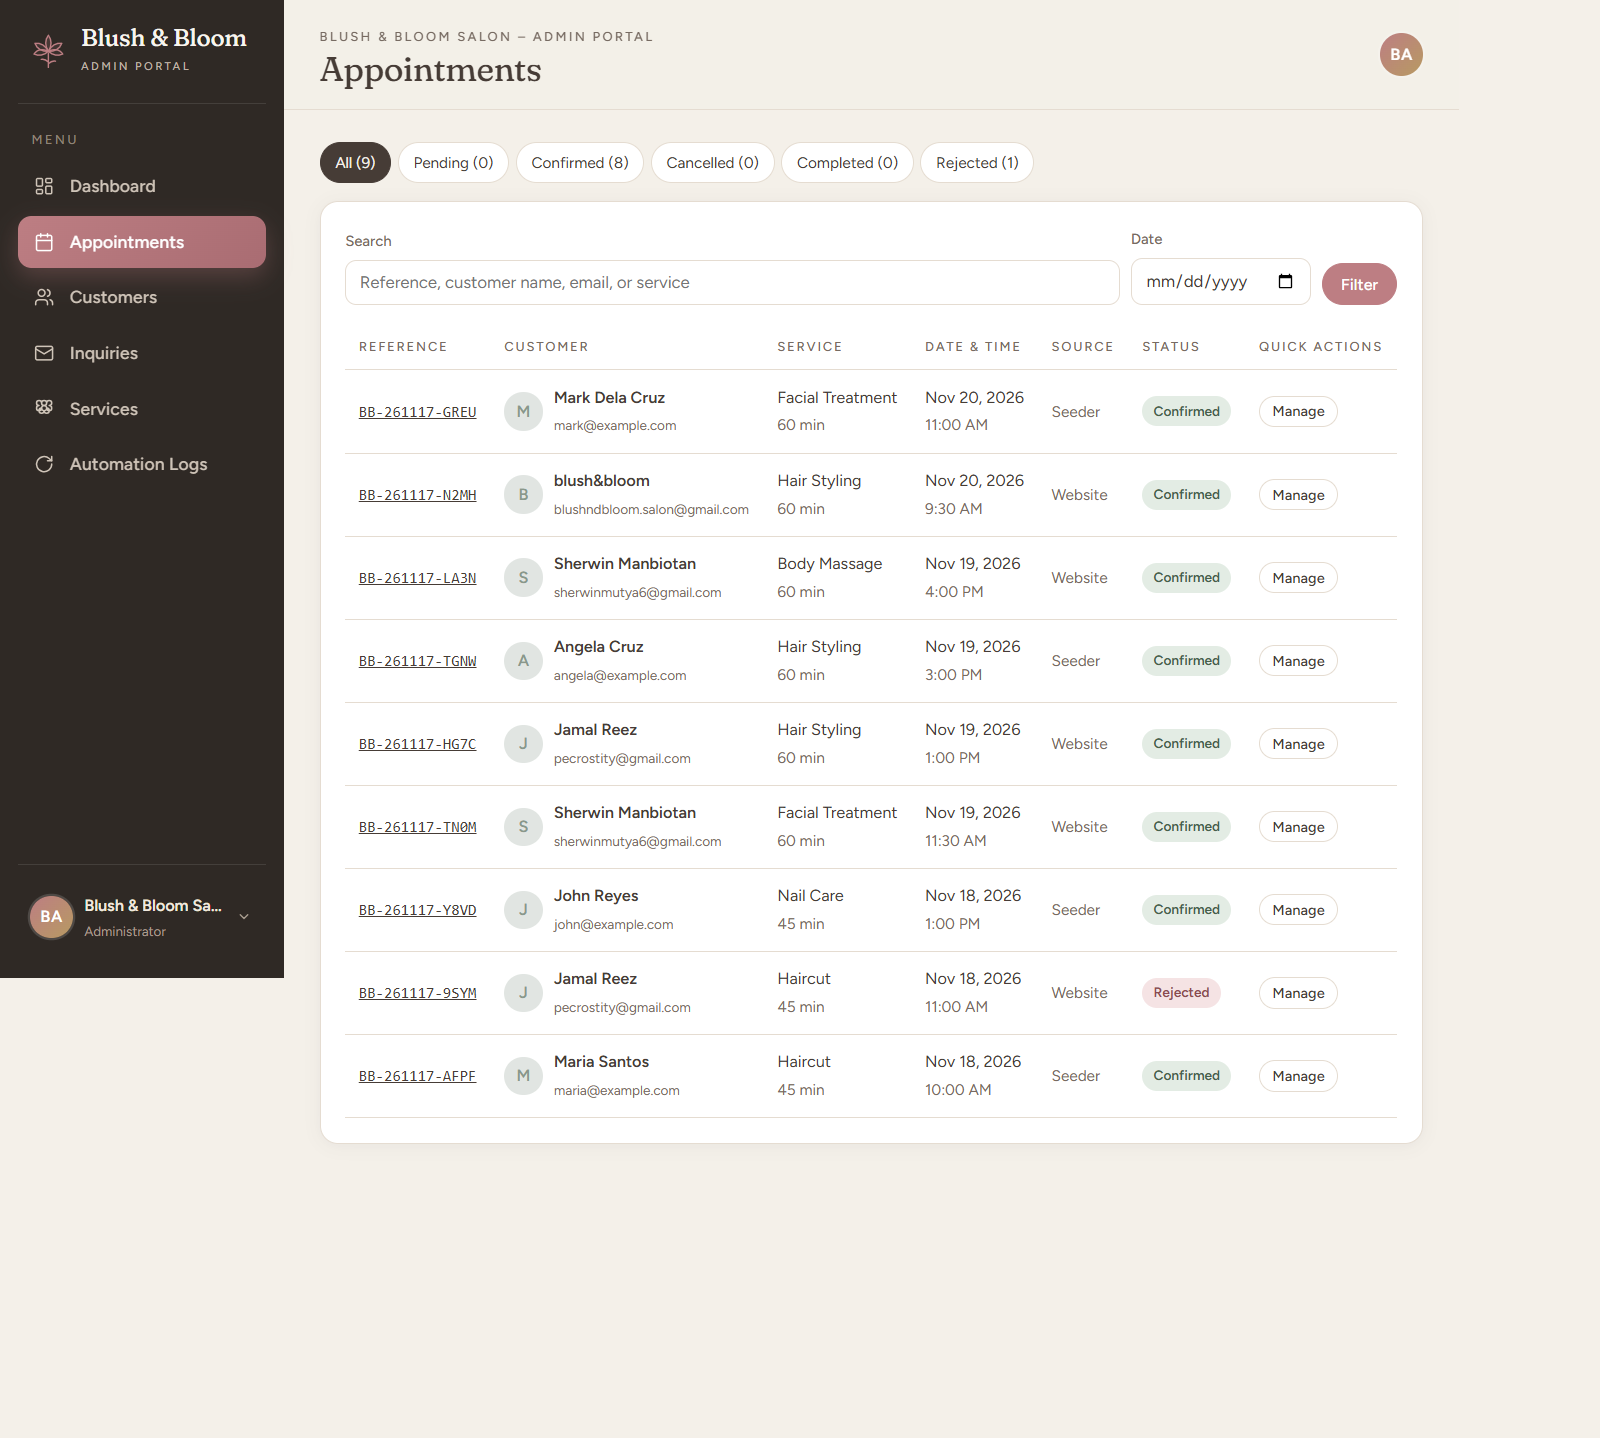 Blush & Bloom
ADMIN PORTAL
MENU
Dashboard
Appointments
Customers
Inquiries
Services
Automation Logs
BA
Blush & Bloom Sa...
Administrator
BLUSH & BLOOM SALON – ADMIN PORTAL
Appointments
BA
All (9) Pending (0) Confirmed (8) Cancelled (0) Completed (0) Rejected (1)
Search Date
Reference, customer name, email, or service mm/dd/yyyy Filter
REFERENCE CUSTOMER SERVICE DATE & TIME SOURCE STATUS QUICK ACTIONS
BB-261117-GREU M Mark Dela Cruz Facial Treatment Nov 20, 2026 Seeder Confirmed Manage
mark@example.com 60 min 11:00 AM
BB-261117-N2MH B blush&bloom Hair Styling Nov 20, 2026 Website Confirmed Manage
blushndbloom.salon@gmail.com 60 min 9:30 AM
BB-261117-LA3N S Sherwin Manbiotan Body Massage Nov 19, 2026 Website Confirmed Manage
sherwinmutya6@gmail.com 60 min 4:00 PM
BB-261117-TGNW A Angela Cruz Hair Styling Nov 19, 2026 Seeder Confirmed Manage
angela@example.com 60 min 3:00 PM
BB-261117-HG7C J Jamal Reez Hair Styling Nov 19, 2026 Website Confirmed Manage
pecrostity@gmail.com 60 min 1:00 PM
BB-261117-TN0M S Sherwin Manbiotan Facial Treatment Nov 19, 2026 Website Confirmed Manage
sherwinmutya6@gmail.com 60 min 11:30 AM
BB-261117-Y8VD J John Reyes Nail Care Nov 18, 2026 Seeder Confirmed Manage
john@example.com 45 min 1:00 PM
BB-261117-9SYM J Jamal Reez Haircut Nov 18, 2026 Website Rejected Manage
pecrostity@gmail.com 45 min 11:00 AM
BB-261117-AFPF M Maria Santos Haircut Nov 18, 2026 Seeder Confirmed Manage
maria@example.com 45 min 10:00 AM